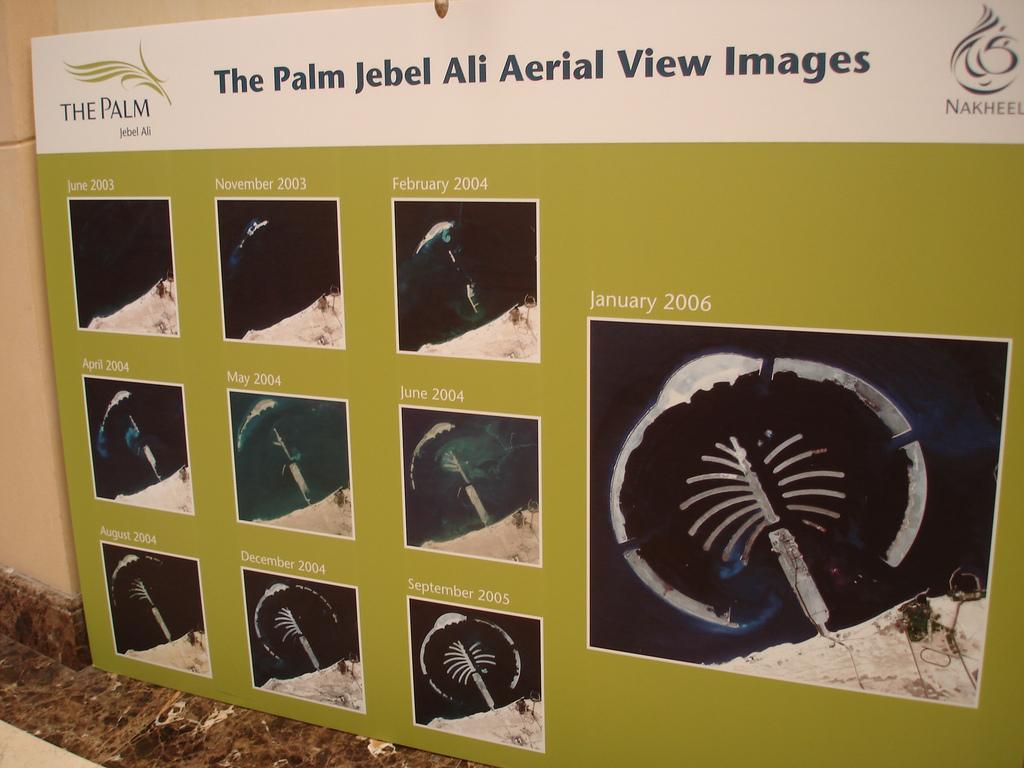 THE PALM
Jebel Ali
The Palm Jebel Ali Aerial View Images
NAKHEEL
June 2003
November 2003
February 2004
January 2006
April 2004
May 2004
June 2004
August 2004
December 2004
September 2005